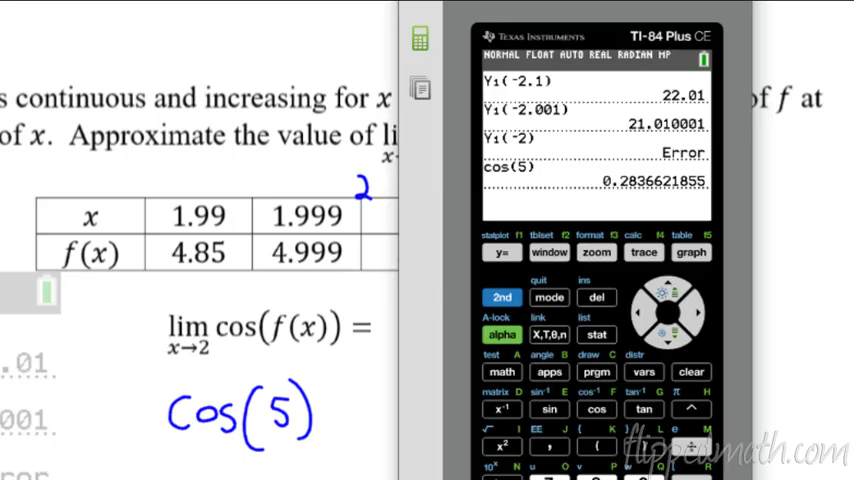 TEXAS INSTRUMENTS TI-84 Plus CE
NORMAL FLOAT AUTO REAL RADIAN MP
Y₁(-2.1)
22.01
Y₁(-2.001)
21.010001
Y₁(-2)
Error
cos(5)
0.2836621855
s continuous and increasing for x
of f at
of x. Approximate the value of li
x
2
x 1.99 1.999
f(x) 4.85 4.999
lim cos(f(x)) =
x→2
cos(5)
.01
001
statplot f1 tblset f2 format f3 calc f4 table f5
y= window zoom trace graph
quit ins
2nd mode del
A-lock link list
alpha X,T,θ,n stat
test A angle B draw C distr
math apps prgm vars clear
matrix D sin⁻¹ E cos⁻¹ F tan⁻¹ G π H
x⁻¹ sin cos tan ^
√ I EE J { K } L e M
x² , ( ÷
10ˣ N u O v P w Q [ R
flippedmath.com